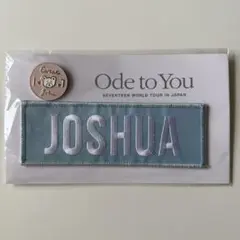 Ode to You
SEVENTEEN WORLD TOUR IN JAPAN
JOSHUA